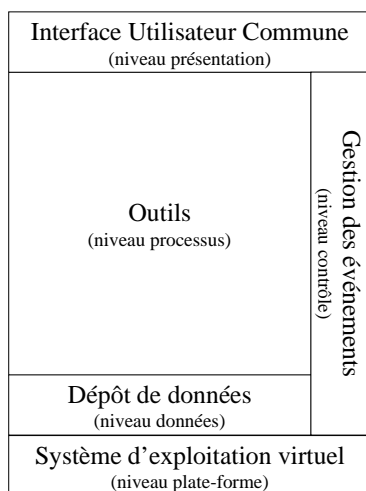 Interface Utilisateur Commune
(niveau présentation)
Outils
(niveau processus)
Gestion des événements
(niveau contrôle)
Dépôt de données
(niveau données)
Système d’exploitation virtuel
(niveau plate-forme)